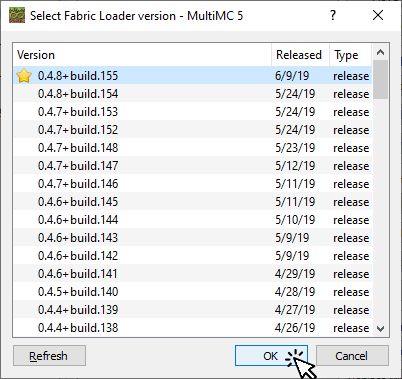 Select Fabric Loader version - MultiMC 5
Version Released Type
0.4.8+build.155 6/9/19 release
0.4.8+build.154 5/24/19 release
0.4.7+build.153 5/24/19 release
0.4.7+build.152 5/24/19 release
0.4.7+build.148 5/23/19 release
0.4.7+build.147 5/12/19 release
0.4.7+build.146 5/11/19 release
0.4.6+build.145 5/11/19 release
0.4.6+build.144 5/10/19 release
0.4.6+build.143 5/9/19 release
0.4.6+build.142 5/9/19 release
0.4.6+build.141 4/29/19 release
0.4.5+build.140 4/28/19 release
0.4.4+build.139 4/27/19 release
0.4.4+build.138 4/26/19 release
Refresh OK Cancel